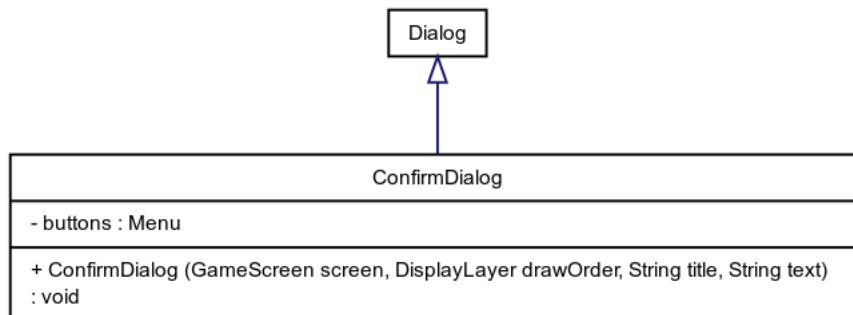 Dialog
ConfirmDialog
- buttons : Menu
+ ConfirmDialog (GameScreen screen, DisplayLayer drawOrder, String title, String text)
: void